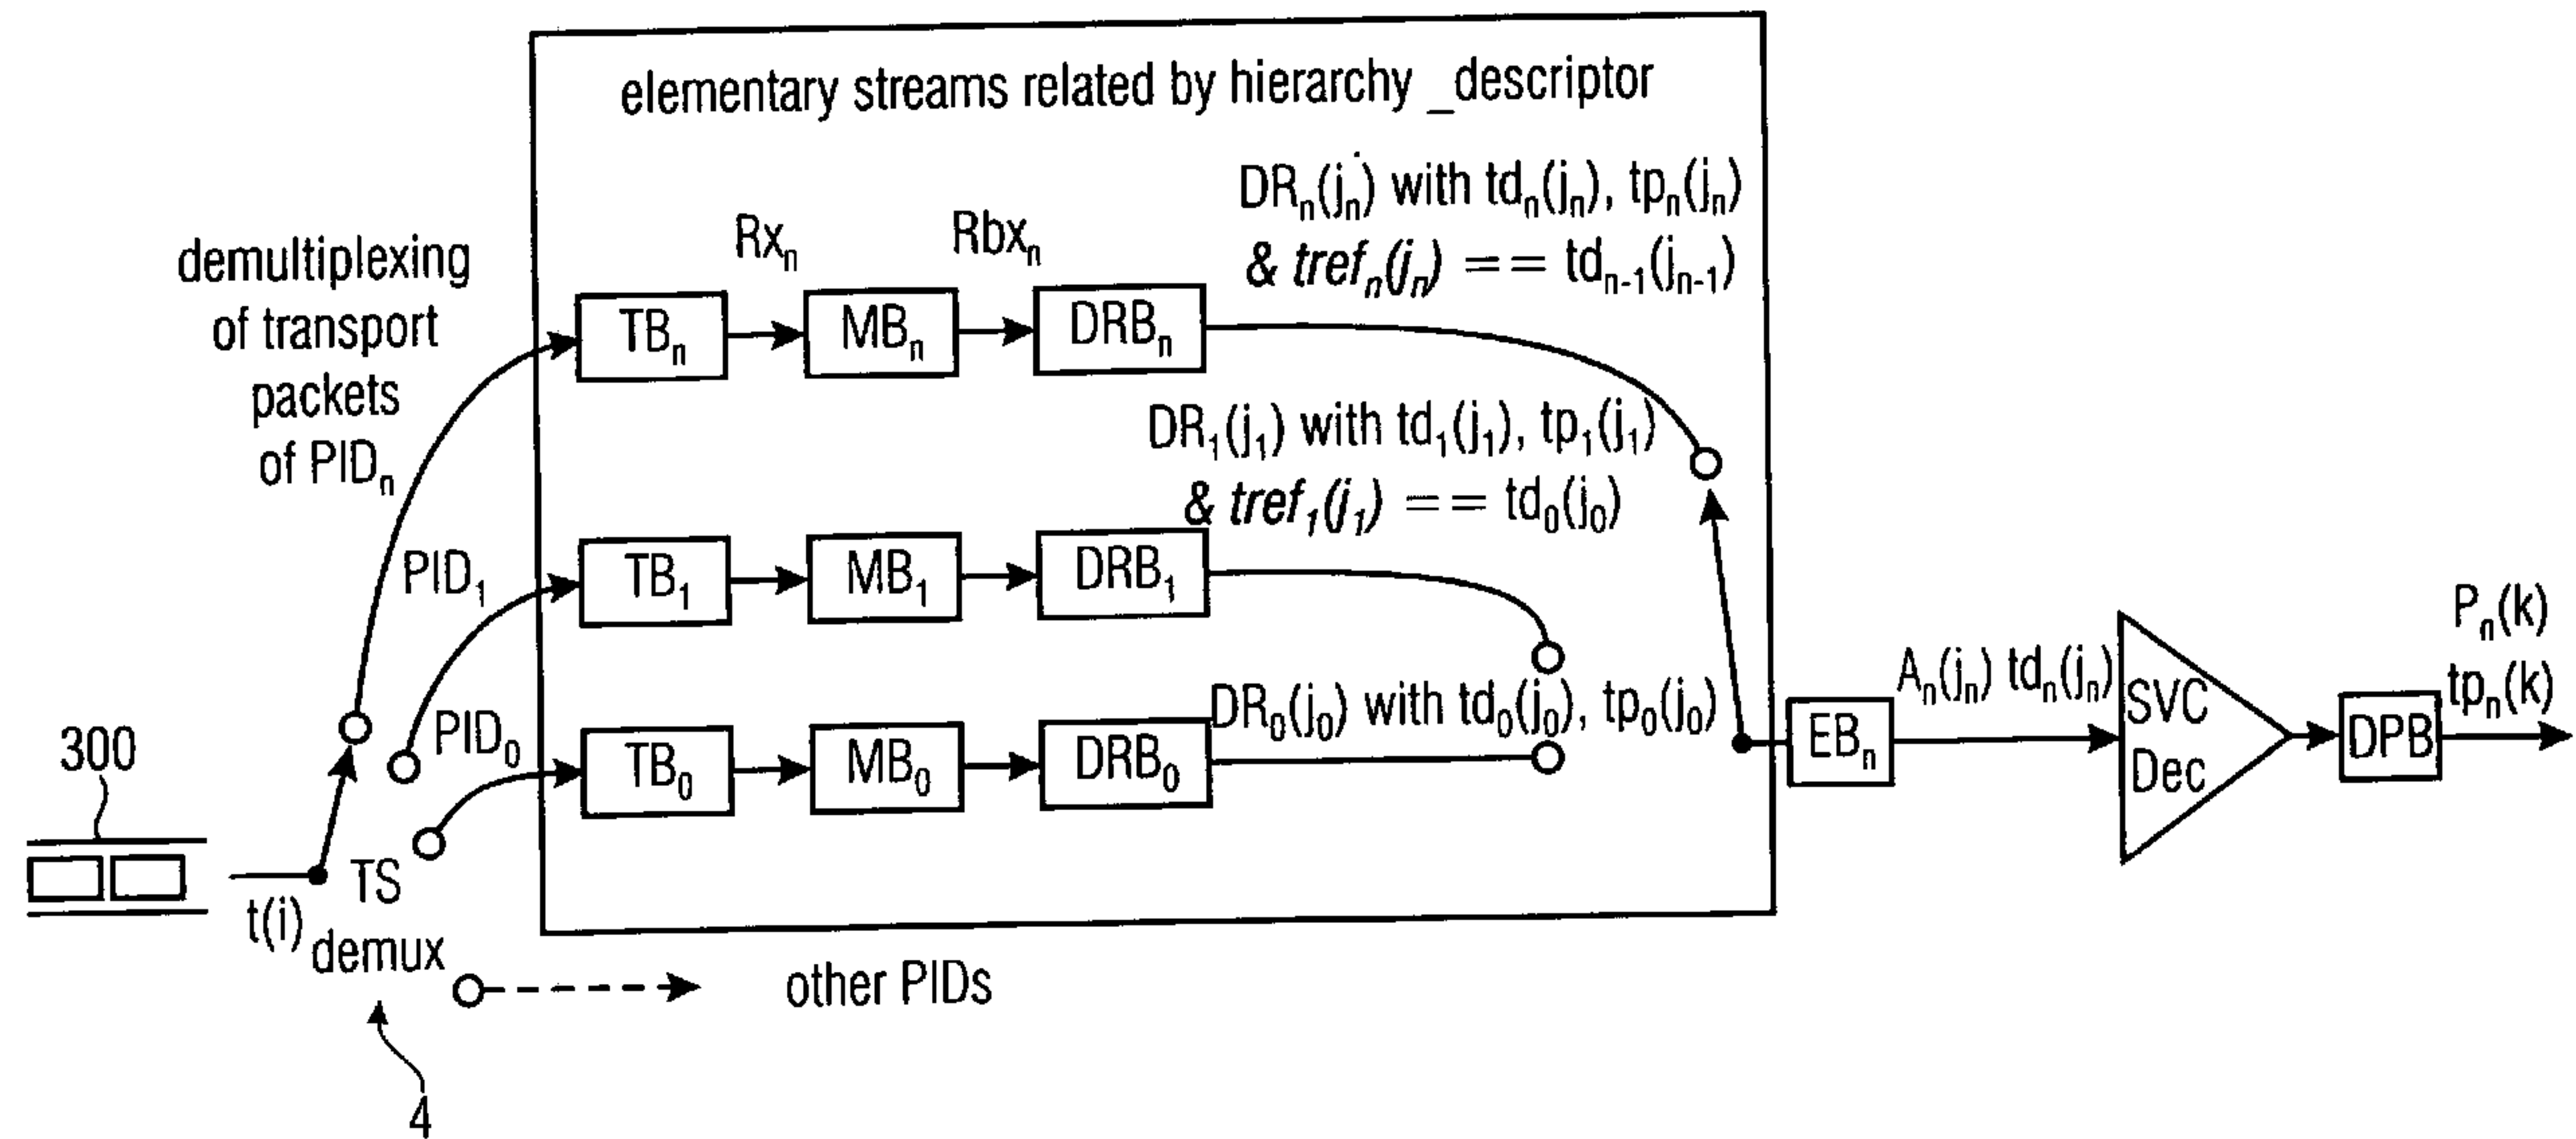 elementary streams related by hierarchy _descriptor
DRₙ(jₙ) with tdₙ(jₙ), tpₙ(jₙ)
& trefₙ(jₙ) == tdₙ₋₁(jₙ₋₁)
demultiplexing
of transport
packets
of PIDₙ
Rxₙ
Rbxₙ
TBₙ
MBₙ
DRBₙ
DR₁(j₁) with td₁(j₁), tp₁(j₁)
& tref₁(j₁) == td₀(j₀)
PID₁
TB₁
MB₁
DRB₁
DR₀(j₀) with td₀(j₀), tp₀(j₀)
PID₀
TB₀
MB₀
DRB₀
300
t(i)
TS
demux
other PIDs
4
EBₙ
Aₙ(jₙ) tdₙ(jₙ)
SVC
Dec
DPB
Pₙ(k)
tpₙ(k)